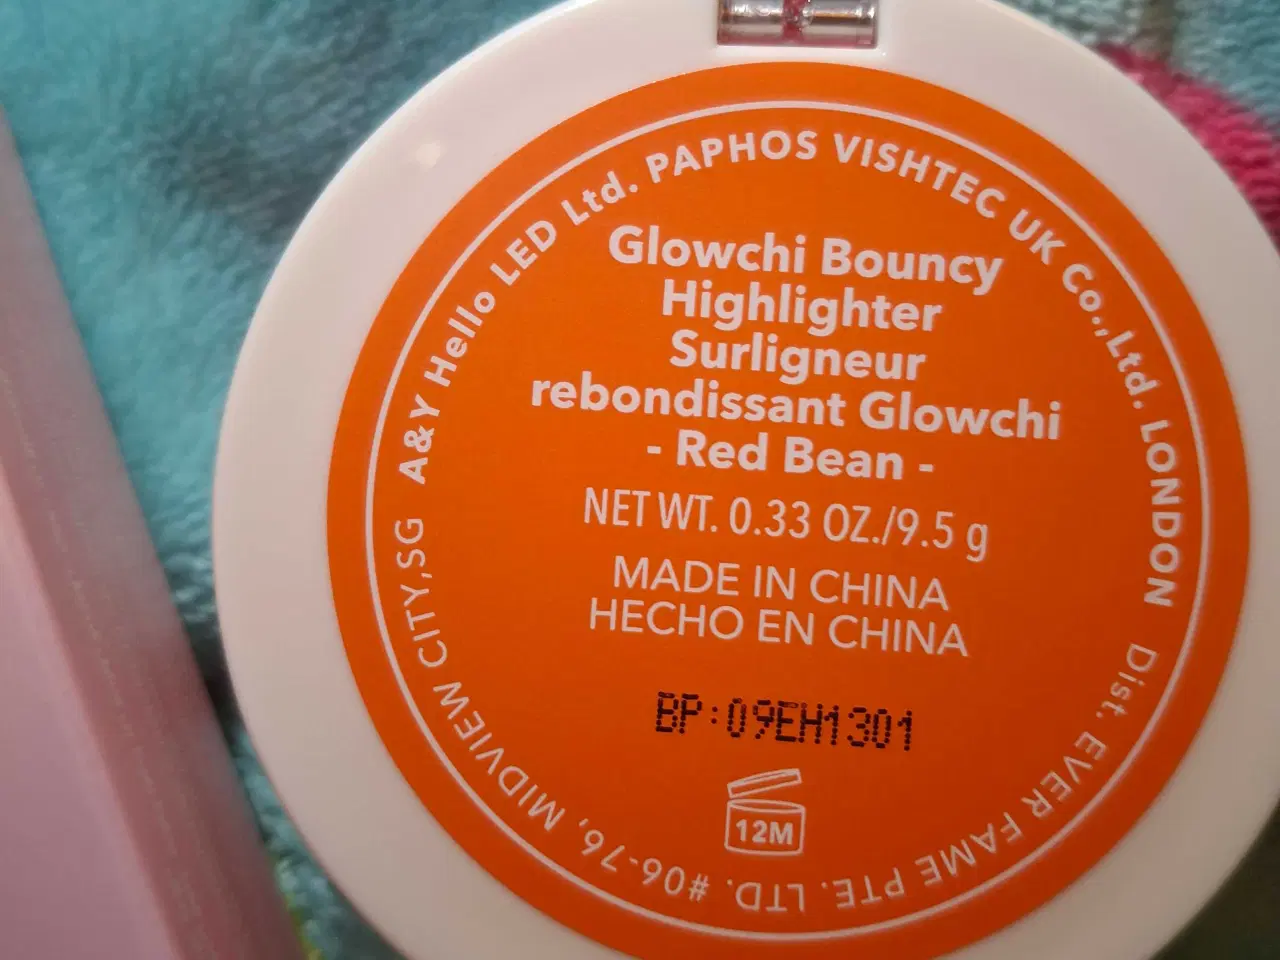 A&Y Hello LED Ltd. PAPHOS VISHTEC UK Co.,Ltd. LONDON
Dist. EVER FAME PTE. LTD. #06-76, MIDVIEW CITY,SG
Glowchi Bouncy
Highlighter
Surligneur
rebondissant Glowchi
- Red Bean -
NET WT. 0.33 OZ./9.5 g
MADE IN CHINA
HECHO EN CHINA
BP:09EH1301
12M